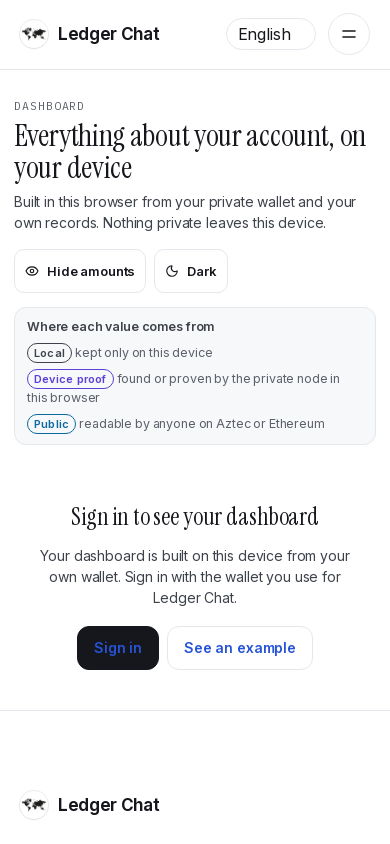 Ledger Chat
English
DASHBOARD
Everything about your account, on
your device
Built in this browser from your private wallet and your
own records. Nothing private leaves this device.
Hide amounts
Dark
Where each value comes from
Local kept only on this device
Device proof found or proven by the private node in
this browser
Public readable by anyone on Aztec or Ethereum
Sign in to see your dashboard
Your dashboard is built on this device from your
own wallet. Sign in with the wallet you use for
Ledger Chat.
Sign in
See an example
Ledger Chat